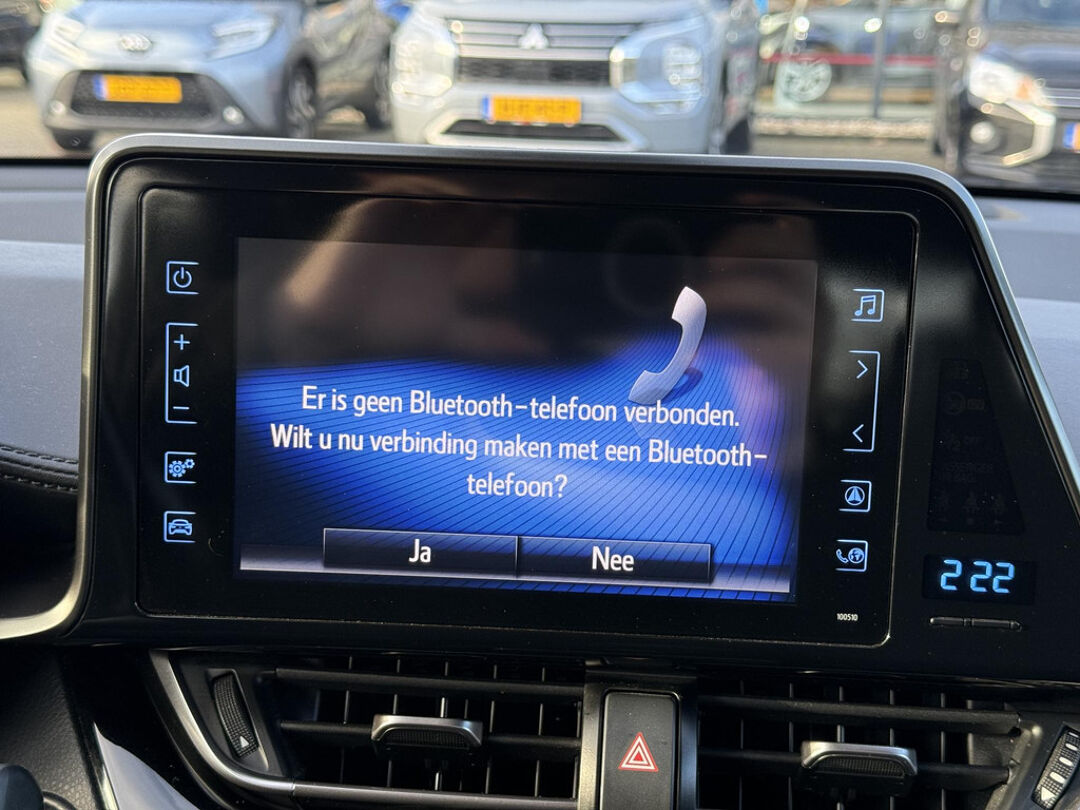 Er is geen Bluetooth-telefoon verbonden.
Wilt u nu verbinding maken met een Bluetooth-
telefoon?
Ja
Nee
100510
2 22